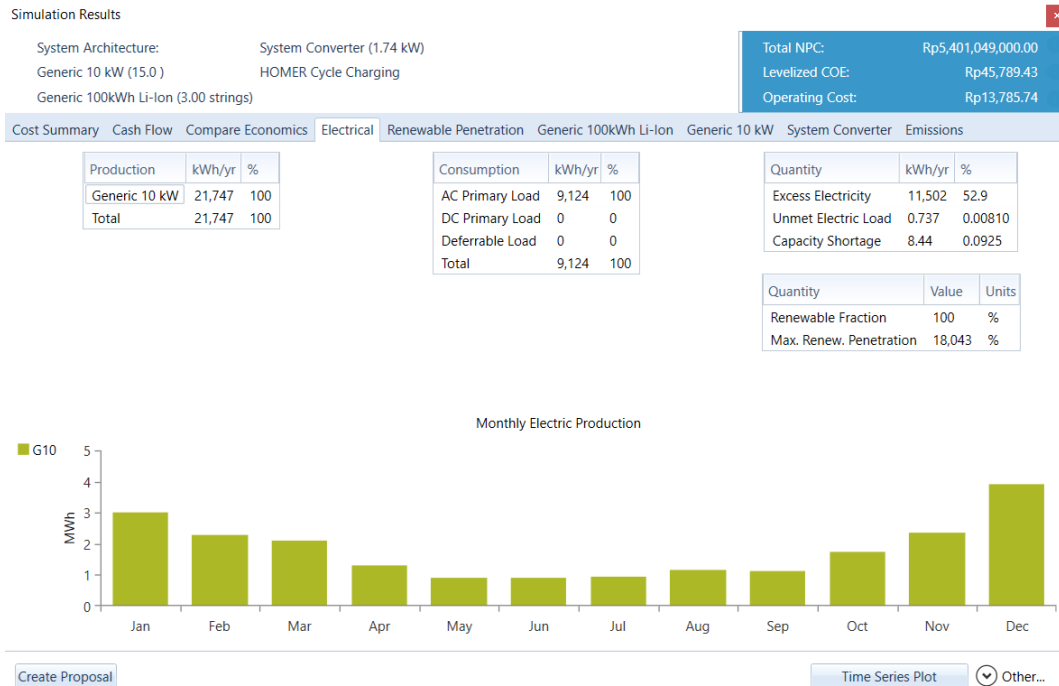 Simulation Results
System Architecture: System Converter (1.74 kW)
Generic 10 kW (15.0 ) HOMER Cycle Charging
Generic 100kWh Li-Ion (3.00 strings)
Total NPC: Rp5,401,049,000.00
Levelized COE: Rp45,789.43
Operating Cost: Rp13,785.74
Cost Summary Cash Flow Compare Economics Electrical Renewable Penetration Generic 100kWh Li-Ion Generic 10 kW System Converter Emissions
Production kWh/yr %
Generic 10 kW 21,747 100
Total 21,747 100
Consumption kWh/yr %
AC Primary Load 9,124 100
DC Primary Load 0 0
Deferrable Load 0 0
Total 9,124 100
Quantity kWh/yr %
Excess Electricity 11,502 52.9
Unmet Electric Load 0.737 0.00810
Capacity Shortage 8.44 0.0925
Quantity Value Units
Renewable Fraction 100 %
Max. Renew. Penetration 18,043 %
Monthly Electric Production
G10
MWh
5
4
3
2
1
0
Jan Feb Mar Apr May Jun Jul Aug Sep Oct Nov Dec
Create Proposal Time Series Plot Other...